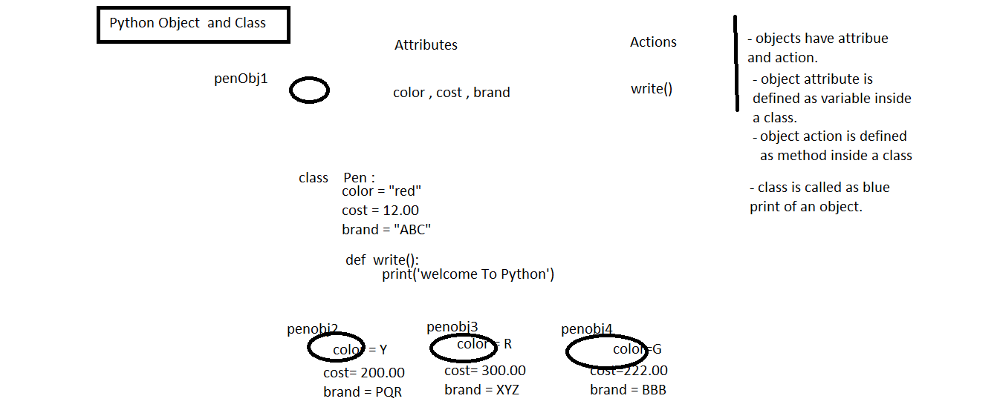 Python Object and Class
Attributes
Actions
penObj1
color , cost , brand
write()
- objects have attribue
and action.
- object attribute is
defined as variable inside
a class.
- object action is defined
as method inside a class
- class is called as blue
print of an object.
class Pen :
color = "red"
cost = 12.00
brand = "ABC"
def write():
print('welcome To Python')
penobj2
color = Y
cost= 200.00
brand = PQR
penobj3
color = R
cost= 300.00
brand = XYZ
penobj4
color=G
cost=222.00
brand = BBB